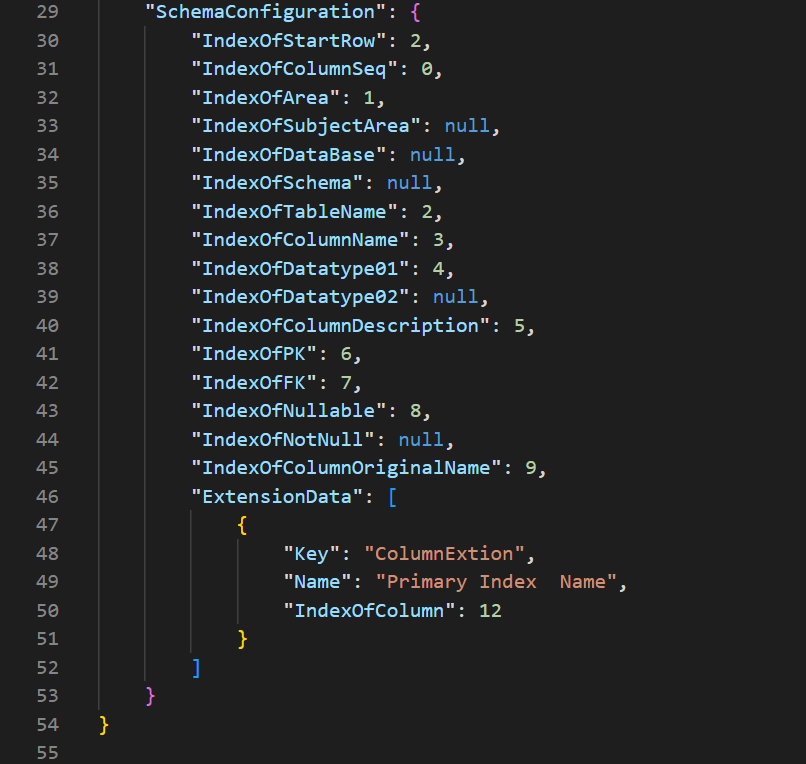 29 "SchemaConfiguration": {
30 "IndexOfStartRow": 2,
31 "IndexOfColumnSeq": 0,
32 "IndexOfArea": 1,
33 "IndexOfSubjectArea": null,
34 "IndexOfDataBase": null,
35 "IndexOfSchema": null,
36 "IndexOfTableName": 2,
37 "IndexOfColumnName": 3,
38 "IndexOfDatatype01": 4,
39 "IndexOfDatatype02": null,
40 "IndexOfColumnDescription": 5,
41 "IndexOfPK": 6,
42 "IndexOfFK": 7,
43 "IndexOfNullable": 8,
44 "IndexOfNotNull": null,
45 "IndexOfColumnOriginalName": 9,
46 "ExtensionData": [
47 {
48 "Key": "ColumnExtion",
49 "Name": "Primary Index  Name",
50 "IndexOfColumn": 12
51 }
52 ]
53 }
54 }
55